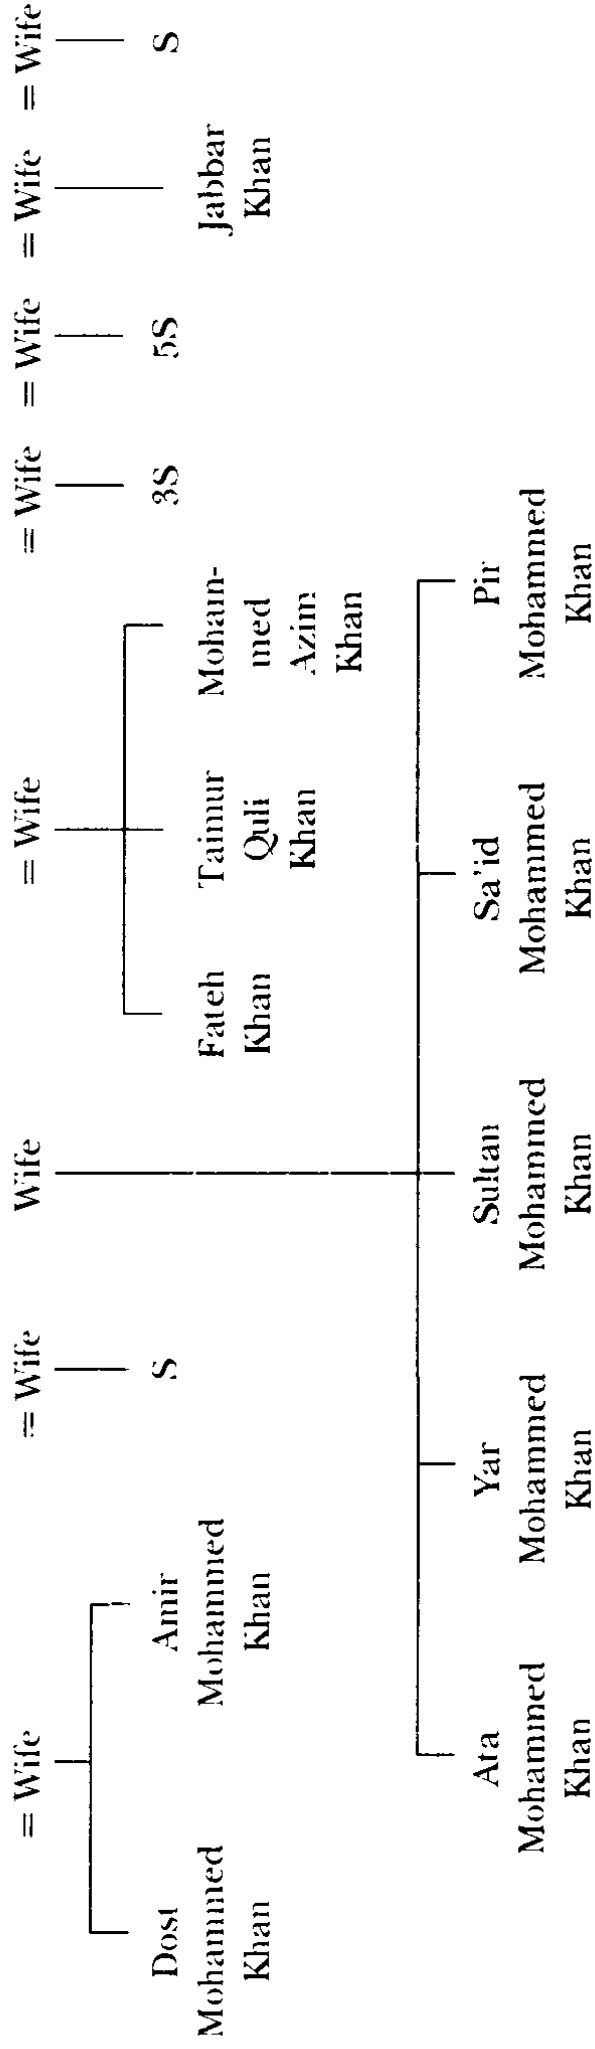 = Wife
= Wife
Wife
= Wife
= Wife
= Wife
= Wife
= Wife
Dost
Mohammed
Khan
Amir
Mohammed
Khan
S
Fateh
Khan
Taimur
Quli
Khan
Moham-
med
Azim
Khan
3S
5S
Jabbar
Khan
S
Ata
Mohammed
Khan
Yar
Mohammed
Khan
Sultan
Mohammed
Khan
Sa'id
Mohammed
Khan
Pir
Mohammed
Khan